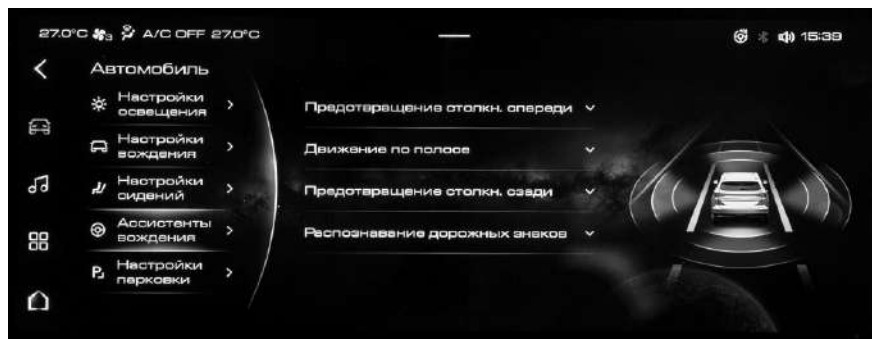 27.0°C 3 A/C OFF 27.0°C
15:39
Автомобиль
Настройки
освещения
Настройки
вождения
Настройки
сидений
Ассистенты
вождения
Настройки
парковки
Предотвращение столкн. спереди
Движение по полосе
Предотвращение столкн. сзади
Распознавание дорожных знаков